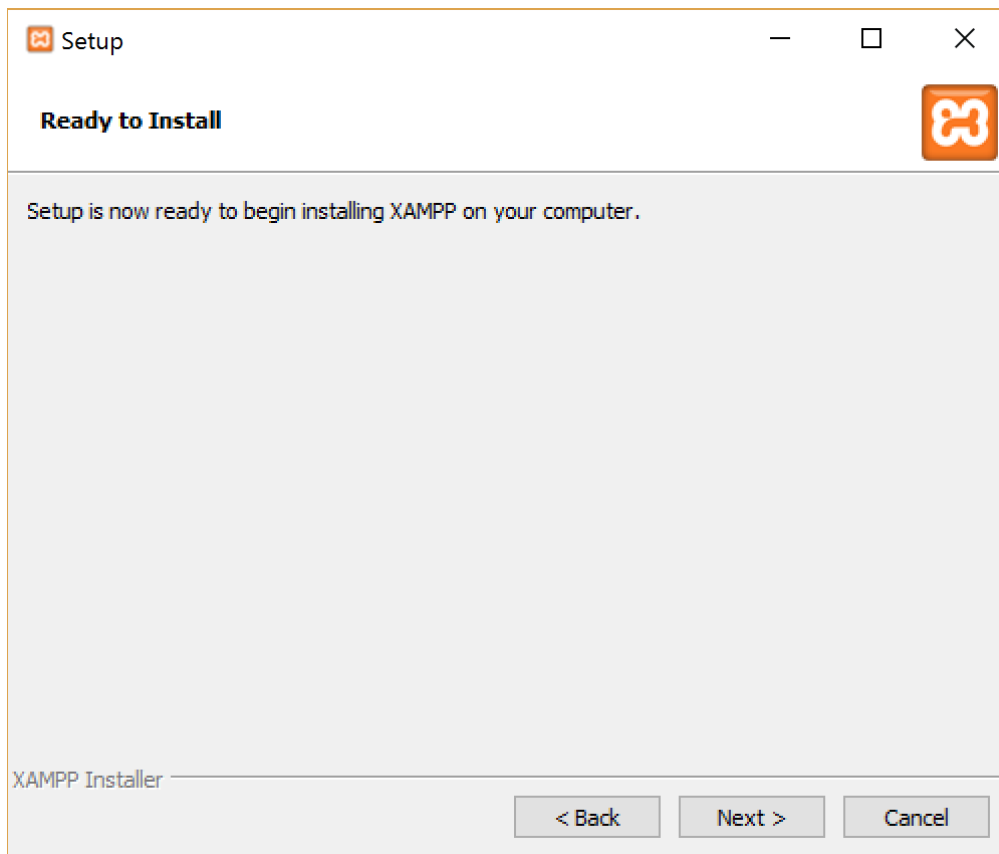 Setup
Ready to Install
Setup is now ready to begin installing XAMPP on your computer.
XAMPP Installer
< Back Next > Cancel